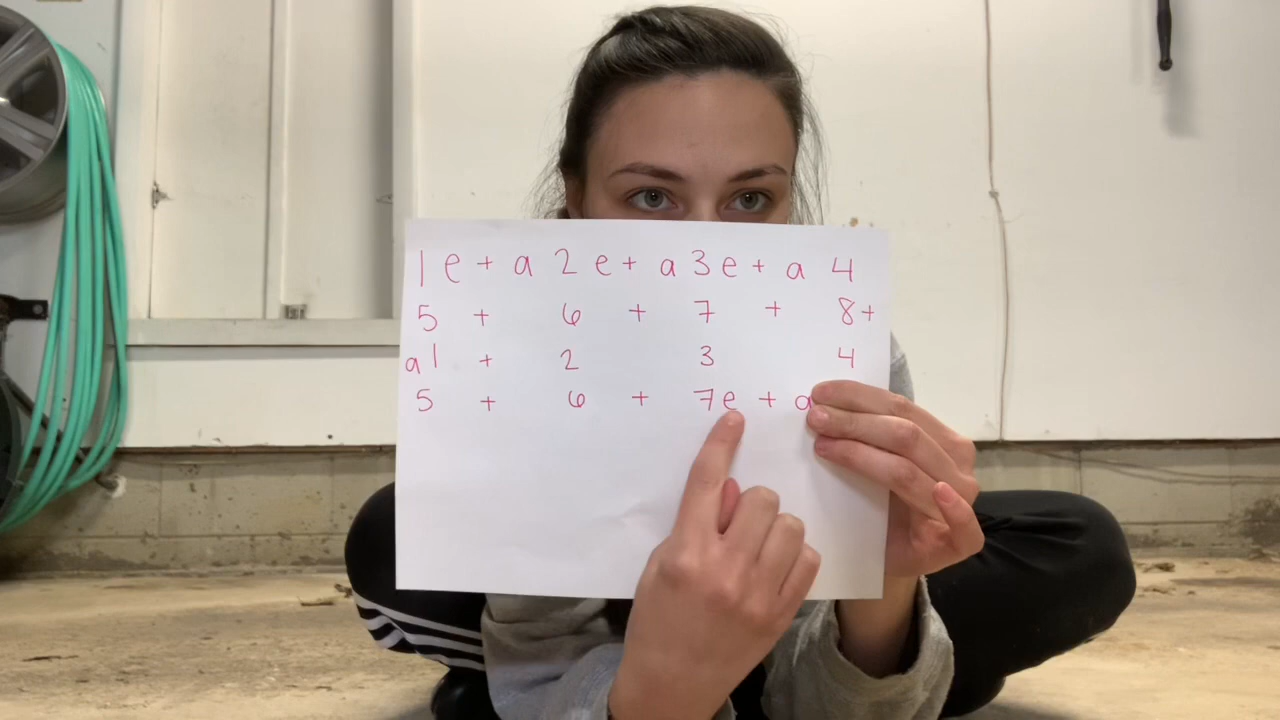 1 e + a 2 e + a 3 e + a 4
5 + 6 + 7 + 8 +
a 1 + 2 3 4
5 + 6 + 7 e + a